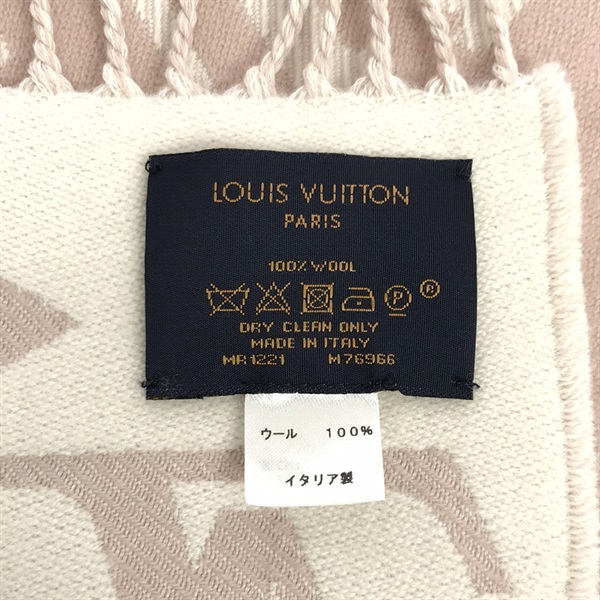 LOUIS VUITTON
PARIS
100% WOOL
P ®
DRY CLEAN ONLY
MADE IN ITALY
MR1221 M76966
ウール 100%
イタリア製